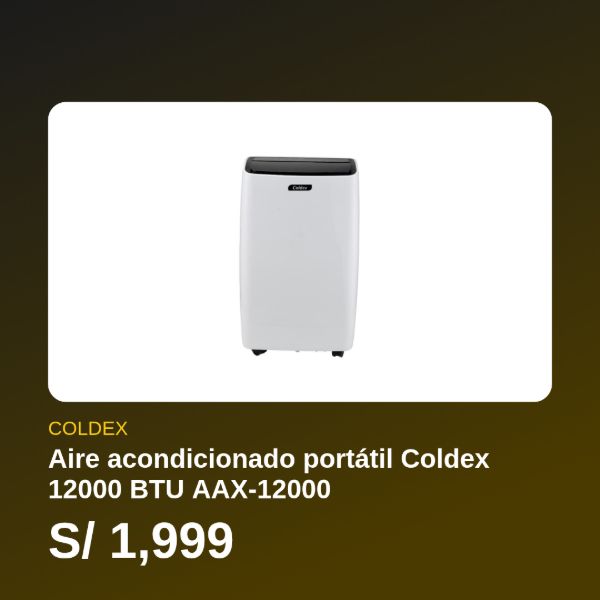 Coldex
COLDEX
Aire acondicionado portátil Coldex
12000 BTU AAX-12000
S/ 1,999